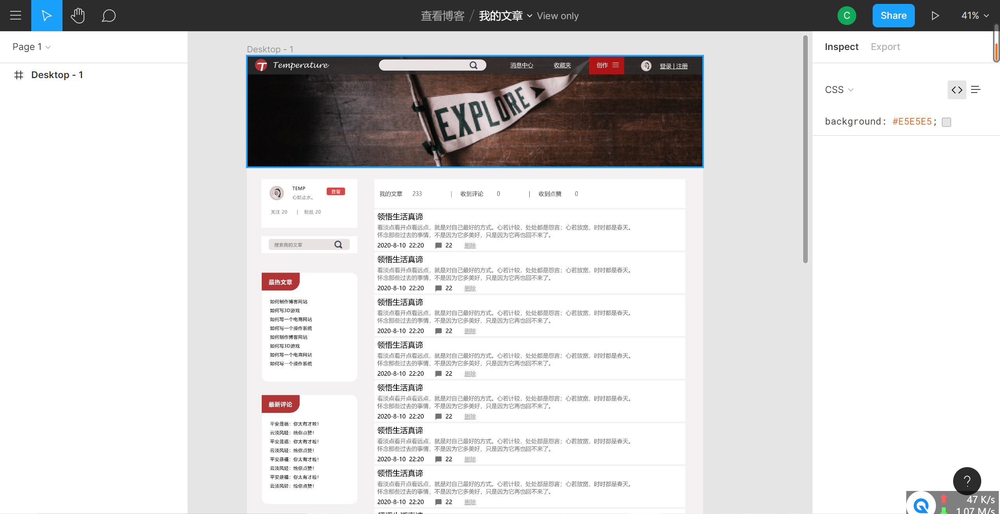 查看博客 / 我的文章 View only
C
Share
41%
Page 1
Desktop - 1
Desktop - 1
Temperature
消息中心
收藏夹
创作
登录 | 注册
EXPLORE
TEMP
查看
心如止水。
关注 20 | 粉丝 20
搜索我的文章
最热文章
如何制作博客网站
如何写3D游戏
如何写一个电商网站
如何写一个操作系统
如何制作博客网站
如何写3D游戏
如何写一个电商网站
如何写一个操作系统
最新评论
平安是福：你太有才啦！
云淡风轻：给你点赞！
平安是福：你太有才啦！
云淡风轻：给你点赞！
平安是福：你太有才啦！
云淡风轻：给你点赞！
平安是福：你太有才啦！
云淡风轻：给你点赞！
我的文章 233 | 收到评论 0 | 收到点赞 0
领悟生活真谛
看淡点看开点看远点，就是对自己最好的方式。心若计较，处处都是怨言；心若放宽，时时都是春天。
怀念那些过去的事情，不是因为它多美好，只是因为它再也回不来了。
2020-8-10 22:20 22 删除
领悟生活真谛
看淡点看开点看远点，就是对自己最好的方式。心若计较，处处都是怨言；心若放宽，时时都是春天。
怀念那些过去的事情，不是因为它多美好，只是因为它再也回不来了。
2020-8-10 22:20 22 删除
领悟生活真谛
看淡点看开点看远点，就是对自己最好的方式。心若计较，处处都是怨言；心若放宽，时时都是春天。
怀念那些过去的事情，不是因为它多美好，只是因为它再也回不来了。
2020-8-10 22:20 22 删除
领悟生活真谛
看淡点看开点看远点，就是对自己最好的方式。心若计较，处处都是怨言；心若放宽，时时都是春天。
怀念那些过去的事情，不是因为它多美好，只是因为它再也回不来了。
2020-8-10 22:20 22 删除
领悟生活真谛
看淡点看开点看远点，就是对自己最好的方式。心若计较，处处都是怨言；心若放宽，时时都是春天。
怀念那些过去的事情，不是因为它多美好，只是因为它再也回不来了。
2020-8-10 22:20 22 删除
领悟生活真谛
看淡点看开点看远点，就是对自己最好的方式。心若计较，处处都是怨言；心若放宽，时时都是春天。
怀念那些过去的事情，不是因为它多美好，只是因为它再也回不来了。
2020-8-10 22:20 22 删除
领悟生活真谛
看淡点看开点看远点，就是对自己最好的方式。心若计较，处处都是怨言；心若放宽，时时都是春天。
怀念那些过去的事情，不是因为它多美好，只是因为它再也回不来了。
2020-8-10 22:20 22 删除
Inspect Export
CSS
background: #E5E5E5;
?
47 K/s
1.07 M/s